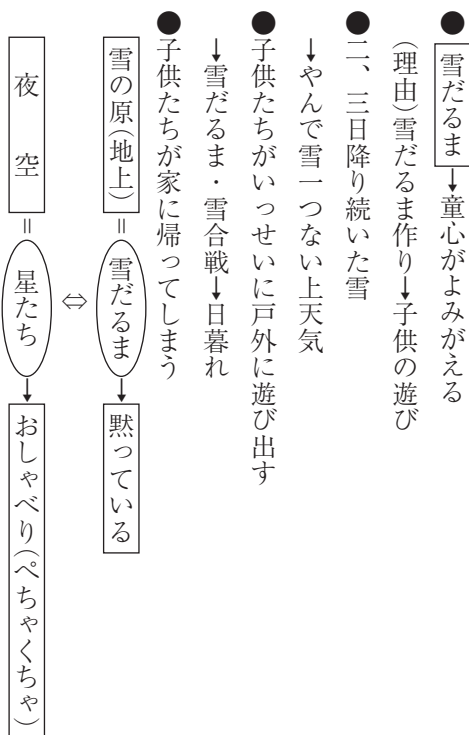 ●雪だるま→童心がよみがえる
(理由)雪だるま作り→子供の遊び
●二、三日降り続いた雪
→やんで雪一つない上天気
●子供たちがいっせいに戸外に遊び出す
→雪だるま・雪合戦→日暮れ
●子供たちが家に帰ってしまう
雪の原(地上)=雪だるま→黙っている
⇔
夜空=星たち→おしゃべり(ぺちゃくちゃ)